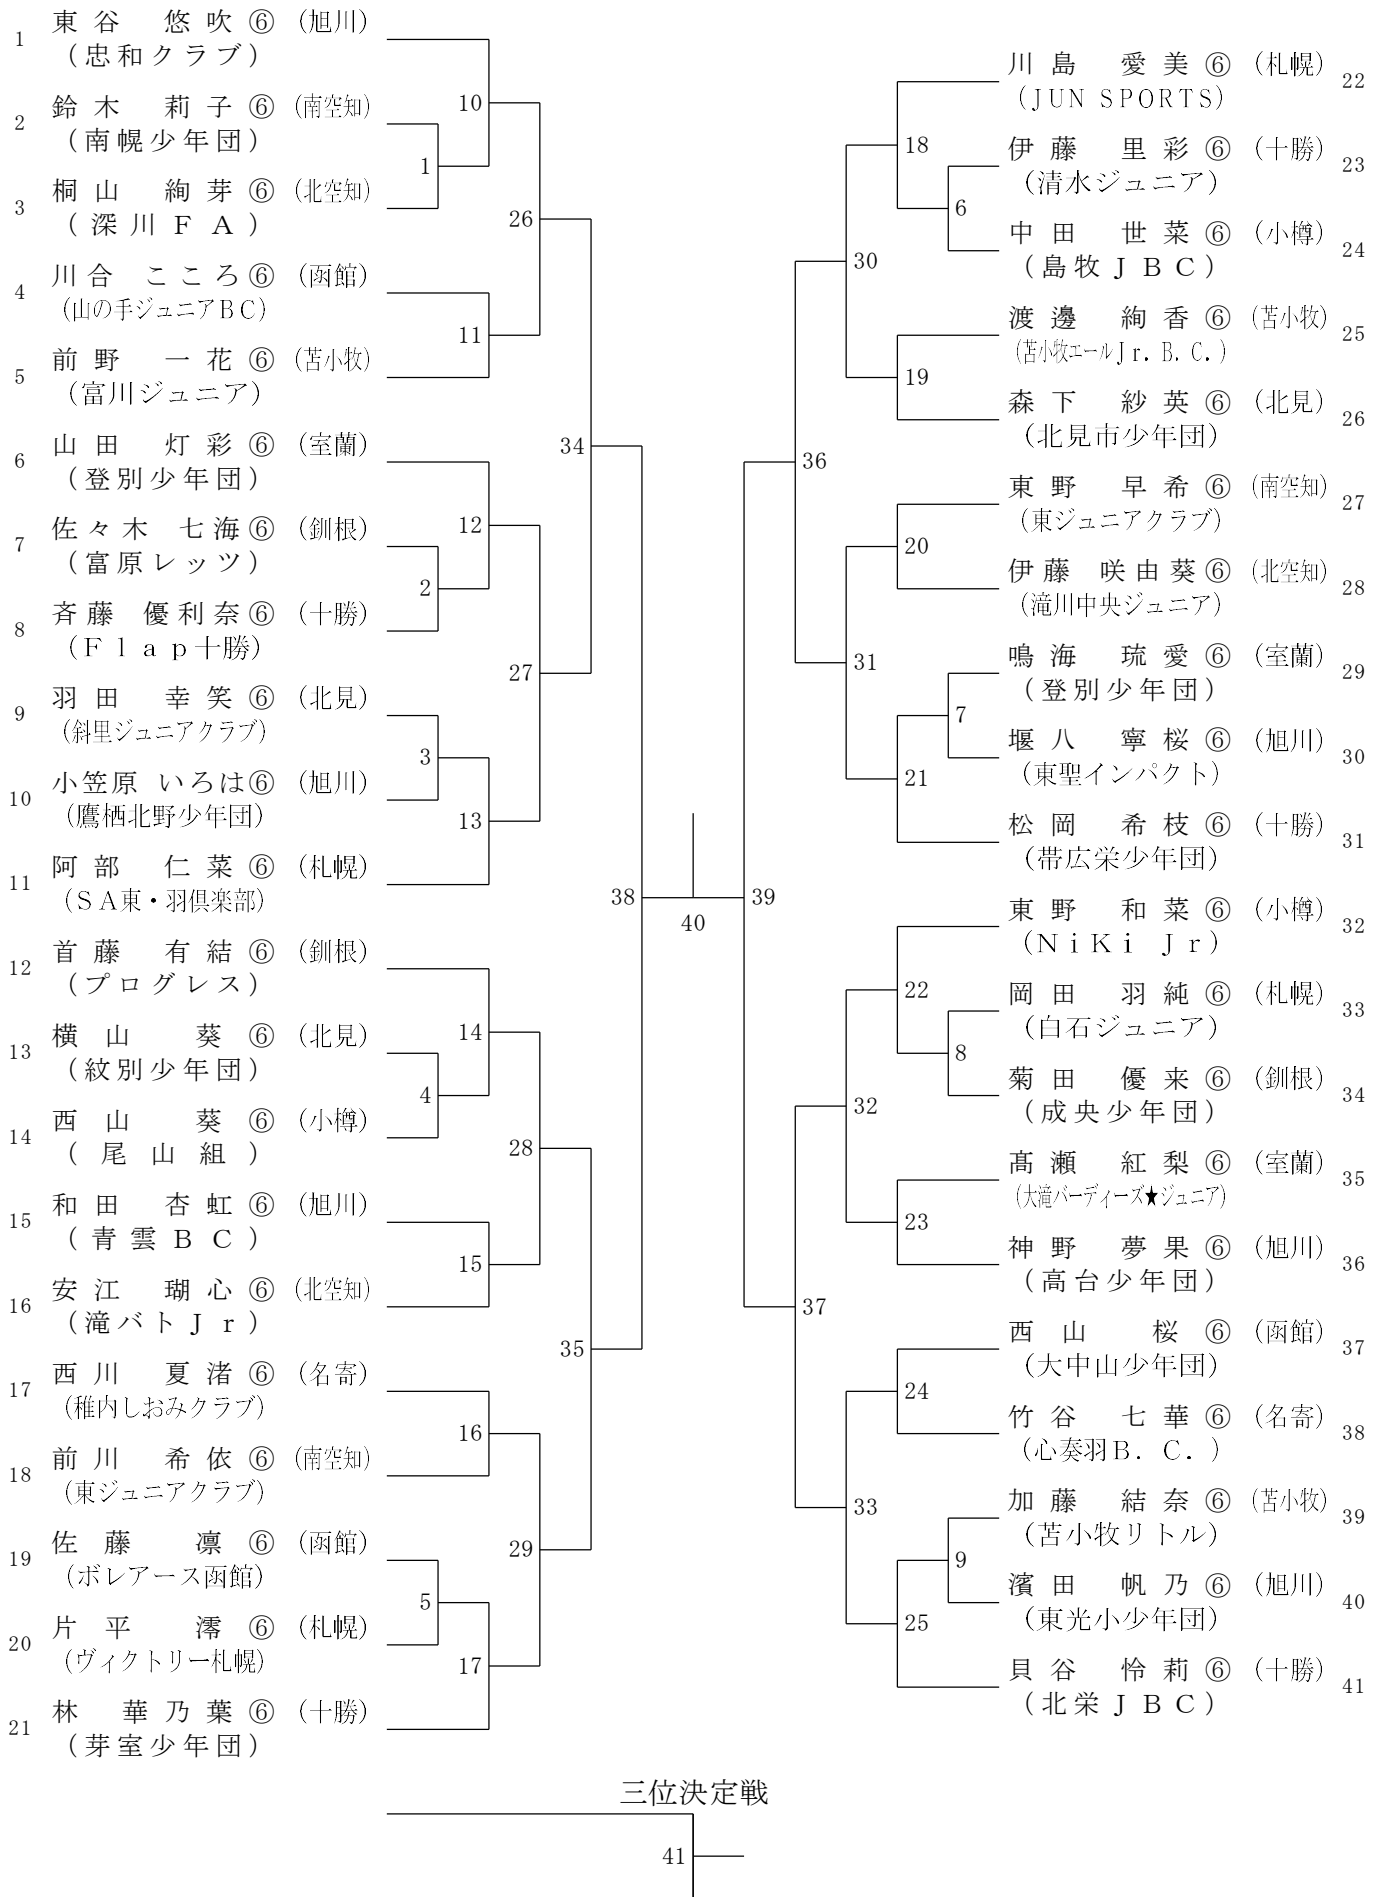 1 東谷 悠吹⑥ (旭川)
(忠和クラブ)
2 鈴木 莉子⑥ (南空知)
(南幌少年団)
3 桐山 絢芽⑥ (北空知)
(深川FA)
4 川合 こころ⑥ (函館)
(山の手ジュニアBC)
5 前野 一花⑥ (苫小牧)
(富川ジュニア)
6 山田 灯彩⑥ (室蘭)
(登別少年団)
7 佐々木 七海⑥ (釧根)
(富原レッツ)
8 斉藤 優利奈⑥ (十勝)
(Flap十勝)
9 羽田 幸笑⑥ (北見)
(斜里ジュニアクラブ)
10 小笠原 いろは⑥ (旭川)
(鷹栖北野少年団)
11 阿部 仁菜⑥ (札幌)
(SA東・羽倶楽部)
12 首藤 有結⑥ (釧根)
(プログレス)
13 横山 葵⑥ (北見)
(紋別少年団)
14 西山 葵⑥ (小樽)
(尾山組)
15 和田 杏虹⑥ (旭川)
(青雲BC)
16 安江 瑚心⑥ (北空知)
(滝バトJr)
17 西川 夏渚⑥ (名寄)
(稚内しおみクラブ)
18 前川 希依⑥ (南空知)
(東ジュニアクラブ)
19 佐藤 凛⑥ (函館)
(ボレアース函館)
20 片平 澪⑥ (札幌)
(ヴィクトリー札幌)
21 林 華乃葉⑥ (十勝)
(芽室少年団)
1
2
3
4
5
10
11
12
13
14
15
16
17
26
27
28
29
34
35
38
40
39
36
37
30
31
32
33
18
19
20
21
22
23
24
25
6
7
8
9
川島 愛美⑥ (札幌) 22
(JUN SPORTS)
伊藤 里彩⑥ (十勝) 23
(清水ジュニア)
中田 世菜⑥ (小樽) 24
(島牧JBC)
渡邊 絢香⑥ (苫小牧) 25
(苫小牧エールJr.B.C.)
森下 紗英⑥ (北見) 26
(北見市少年団)
東野 早希⑥ (南空知) 27
(東ジュニアクラブ)
伊藤 咲由葵⑥ (北空知) 28
(滝川中央ジュニア)
鳴海 琉愛⑥ (室蘭) 29
(登別少年団)
堰八 寧桜⑥ (旭川) 30
(東聖インパクト)
松岡 希枝⑥ (十勝) 31
(帯広栄少年団)
東野 和菜⑥ (小樽) 32
(NiKi Jr)
岡田 羽純⑥ (札幌) 33
(白石ジュニア)
菊田 優来⑥ (釧根) 34
(成央少年団)
髙瀬 紅梨⑥ (室蘭) 35
(大滝バーディーズ★ジュニア)
神野 夢果⑥ (旭川) 36
(高台少年団)
西山 桜⑥ (函館) 37
(大中山少年団)
竹谷 七華⑥ (名寄) 38
(心奏羽B.C.)
加藤 結奈⑥ (苫小牧) 39
(苫小牧リトル)
濱田 帆乃⑥ (旭川) 40
(東光小少年団)
貝谷 怜莉⑥ (十勝) 41
(北栄JBC)
三位決定戦
41